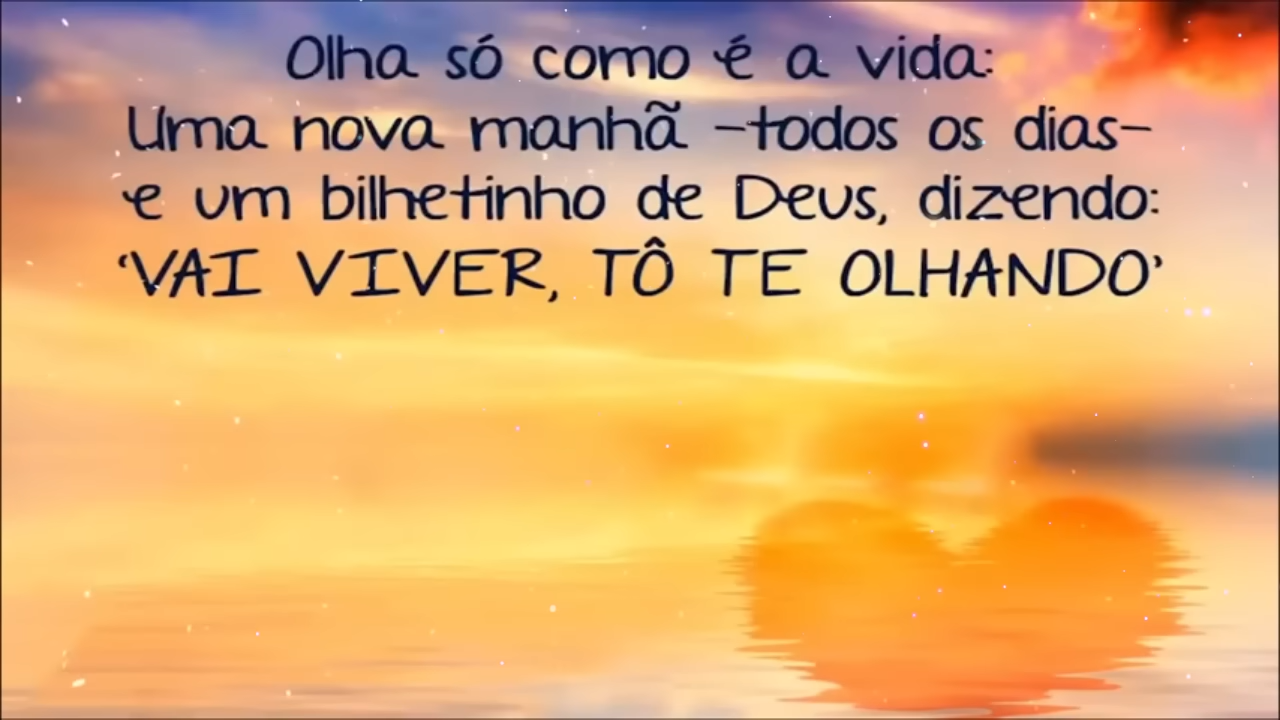 Olha só como é a vida:
Uma nova manhã -todos os dias-
e um bilhetinho de Deus, dizendo:
‘VAI VIVER, TÔ TE OLHANDO’